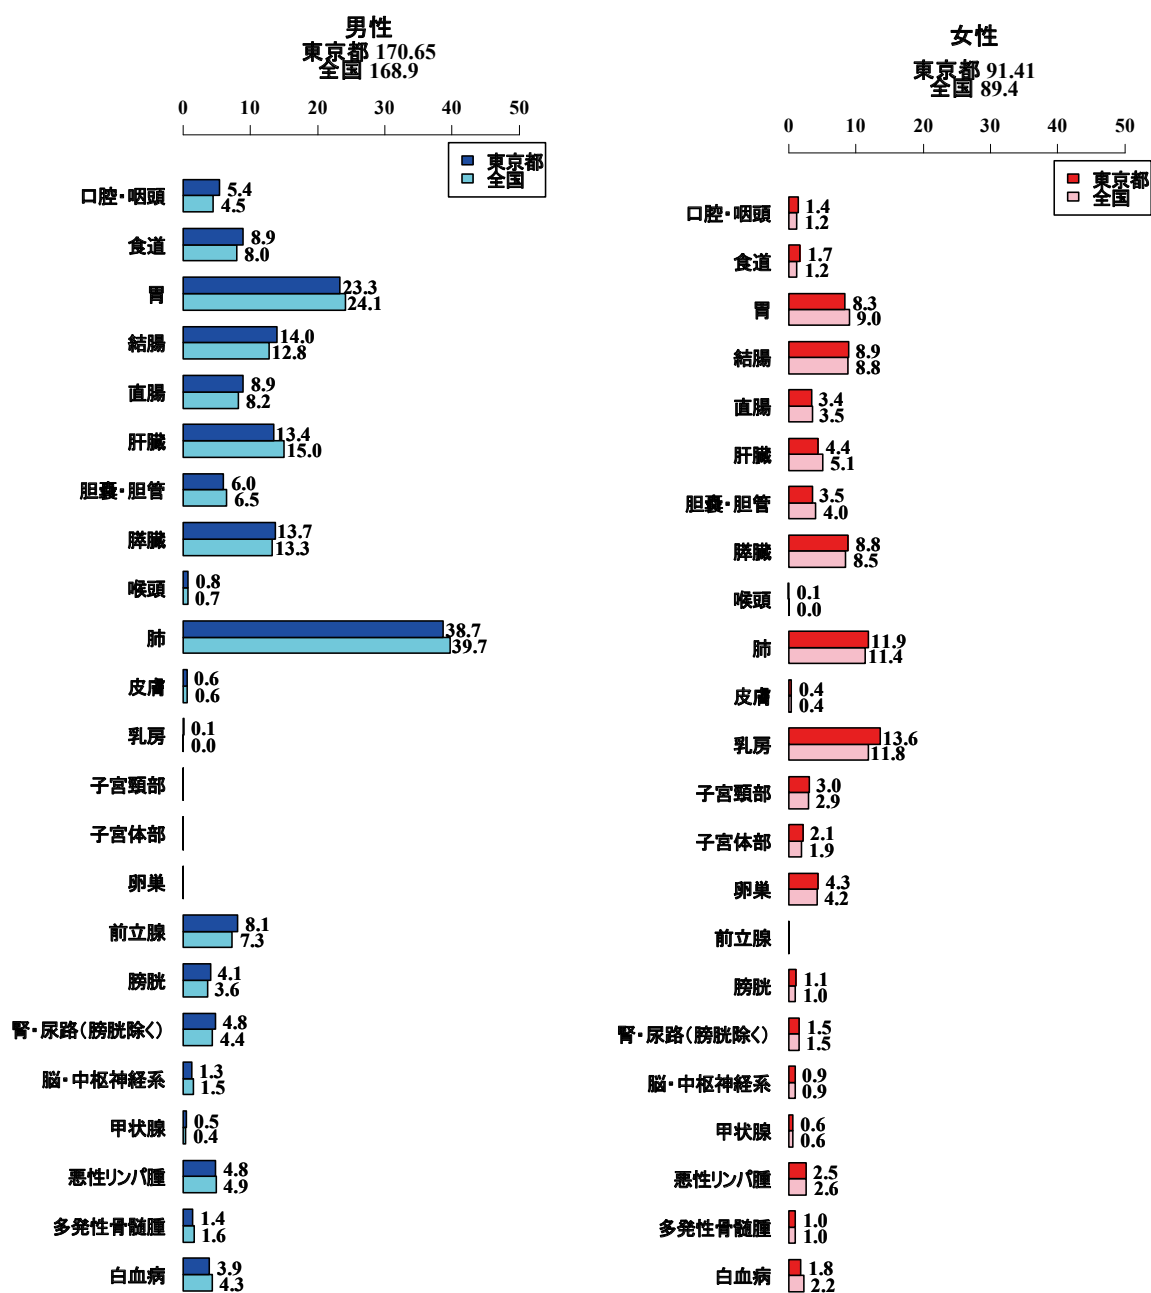 男性
東京都 170.65
全国 168.9
0 10 20 30 40 50
東京都
全国
口腔・咽頭 5.4 4.5
食道 8.9 8.0
胃 23.3 24.1
結腸 14.0 12.8
直腸 8.9 8.2
肝臓 13.4 15.0
胆嚢・胆管 6.0 6.5
膵臓 13.7 13.3
喉頭 0.8 0.7
肺 38.7 39.7
皮膚 0.6 0.6
乳房 0.1 0.0
子宮頸部
子宮体部
卵巣
前立腺 8.1 7.3
膀胱 4.1 3.6
腎・尿路（膀胱除く） 4.8 4.4
脳・中枢神経系 1.3 1.5
甲状腺 0.5 0.4
悪性リンパ腫 4.8 4.9
多発性骨髄腫 1.4 1.6
白血病 3.9 4.3
女性
東京都 91.41
全国 89.4
0 10 20 30 40 50
東京都
全国
口腔・咽頭 1.4 1.2
食道 1.7 1.2
胃 8.3 9.0
結腸 8.9 8.8
直腸 3.4 3.5
肝臓 4.4 5.1
胆嚢・胆管 3.5 4.0
膵臓 8.8 8.5
喉頭 0.1 0.0
肺 11.9 11.4
皮膚 0.4 0.4
乳房 13.6 11.8
子宮頸部 3.0 2.9
子宮体部 2.1 1.9
卵巣 4.3 4.2
前立腺
膀胱 1.1 1.0
腎・尿路（膀胱除く） 1.5 1.5
脳・中枢神経系 0.9 0.9
甲状腺 0.6 0.6
悪性リンパ腫 2.5 2.6
多発性骨髄腫 1.0 1.0
白血病 1.8 2.2